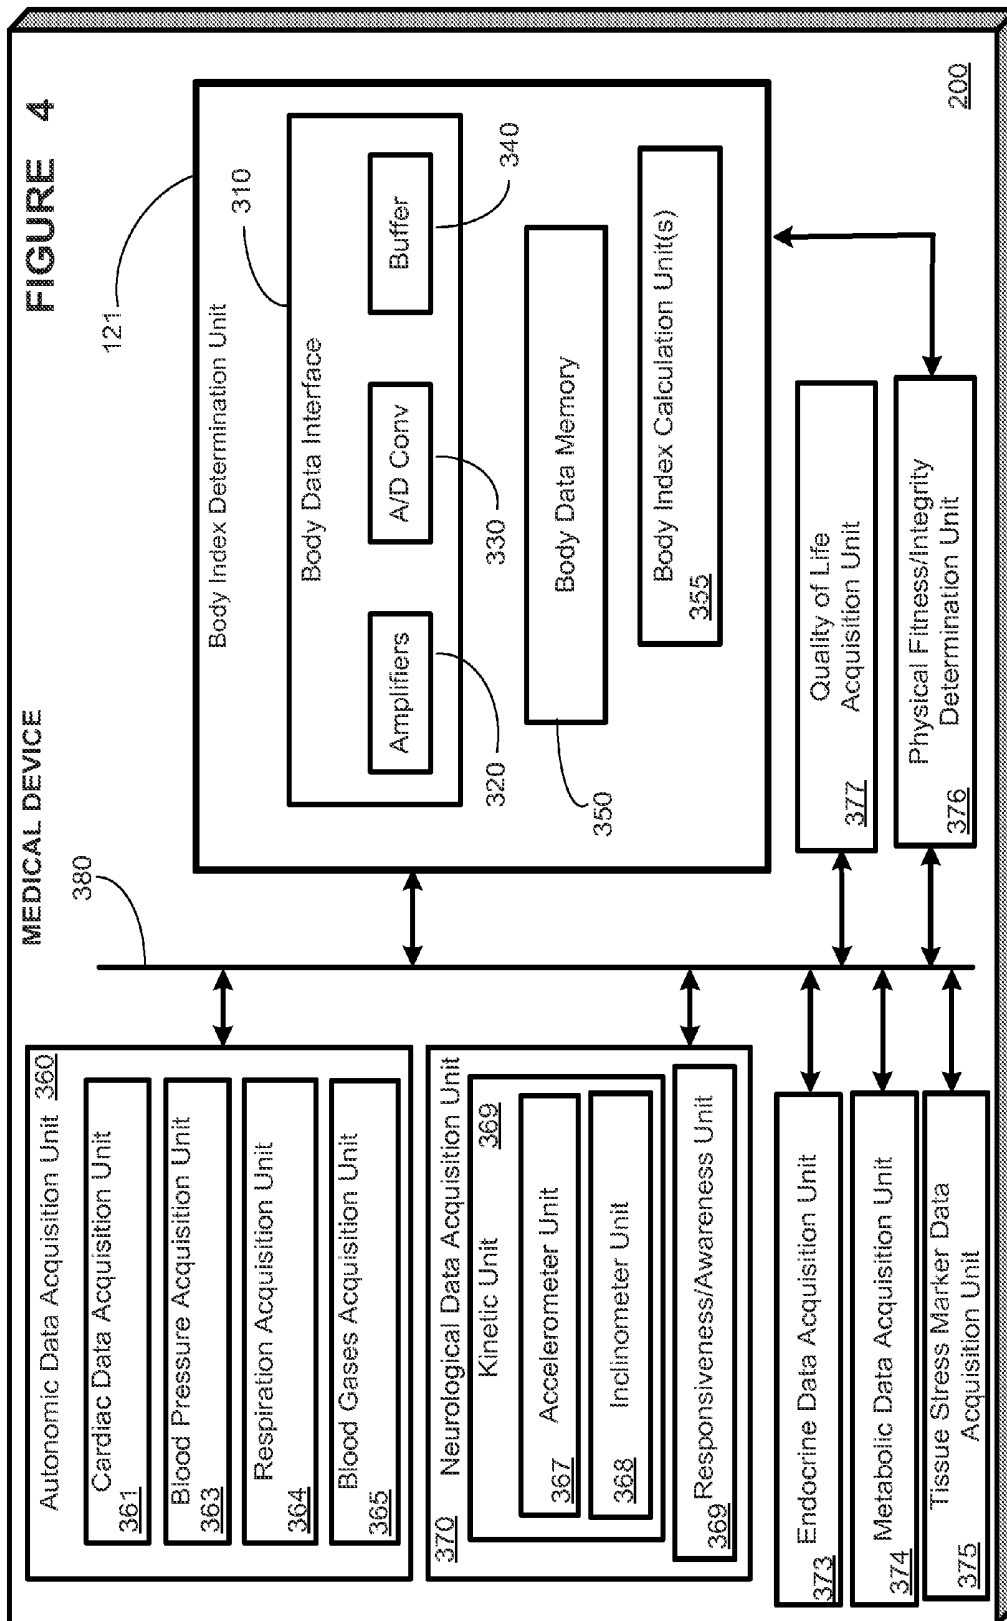 FIGURE 4
MEDICAL DEVICE
200
Autonomic Data Acquisition Unit 360
Cardiac Data Acquisition Unit
361
Blood Pressure Acquisition Unit
363
Respiration Acquisition Unit
364
Blood Gases Acquisition Unit
365
370
Neurological Data Acquisition Unit
Kinetic Unit
369
Accelerometer Unit
367
Inclinometer Unit
368
Responsiveness/Awareness Unit
369
Endocrine Data Acquisition Unit
373
Metabolic Data Acquisition Unit
374
Tissue Stress Marker Data
Acquisition Unit
375
380
121
Body Index Determination Unit
310
Body Data Interface
Amplifiers
320
A/D Conv
330
Buffer
340
Body Data Memory
350
Body Index Calculation Unit(s)
355
Quality of Life
Acquisition Unit
377
Physical Fitness/Integrity
Determination Unit
376